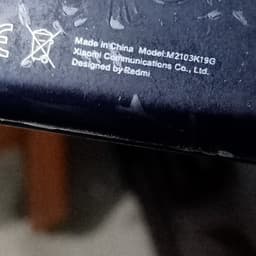 Made in China Model:M2103K19G
Xiaomi Communications Co., Ltd.
Designed by Redmi